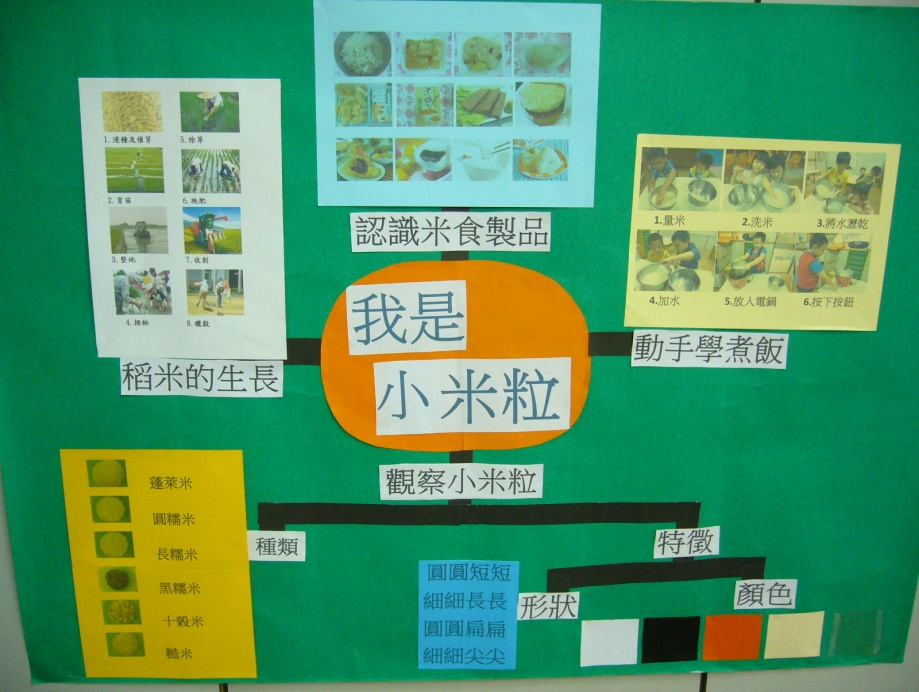 認識米食製品
我是
小米粒
1.浸種及催芽
5.除草
2.育苗
6.施肥
3.整地
7.收割
4.插秧
8.曬穀
稻米的生長
1.量米
2.洗米
3.將水瀝乾
4.加水
5.放入電鍋
6.按下按鈕
動手學煮飯
觀察小米粒
種類
蓬萊米
圓糯米
長糯米
黑糯米
十穀米
糙米
特徵
形狀
圓圓短短
細細長長
圓圓扁扁
細細尖尖
顏色